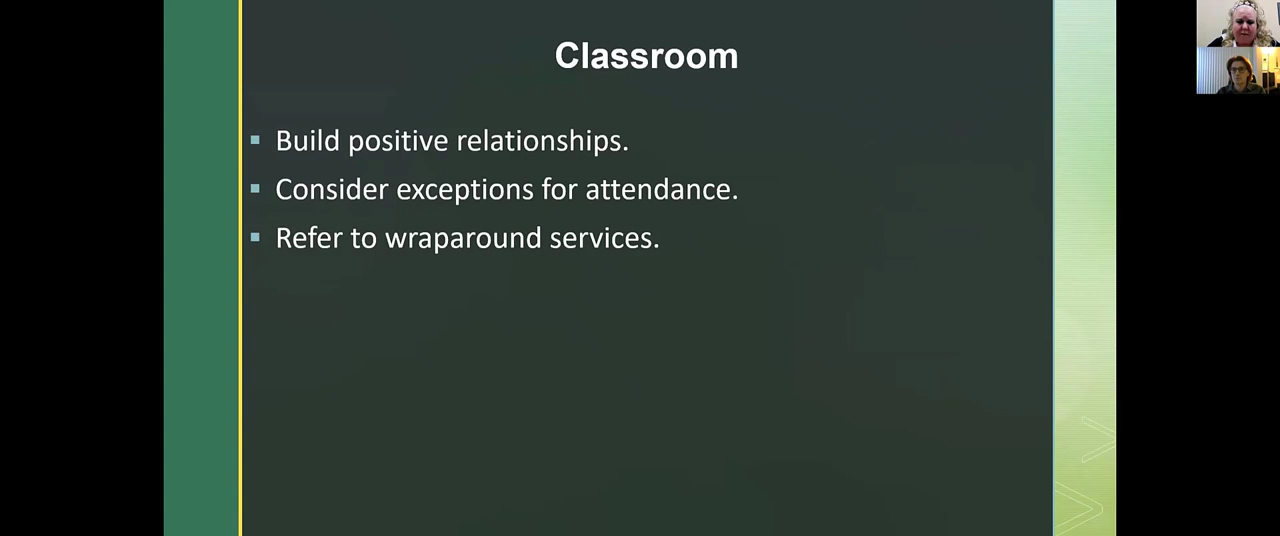 Classroom
Build positive relationships.
Consider exceptions for attendance.
Refer to wraparound services.